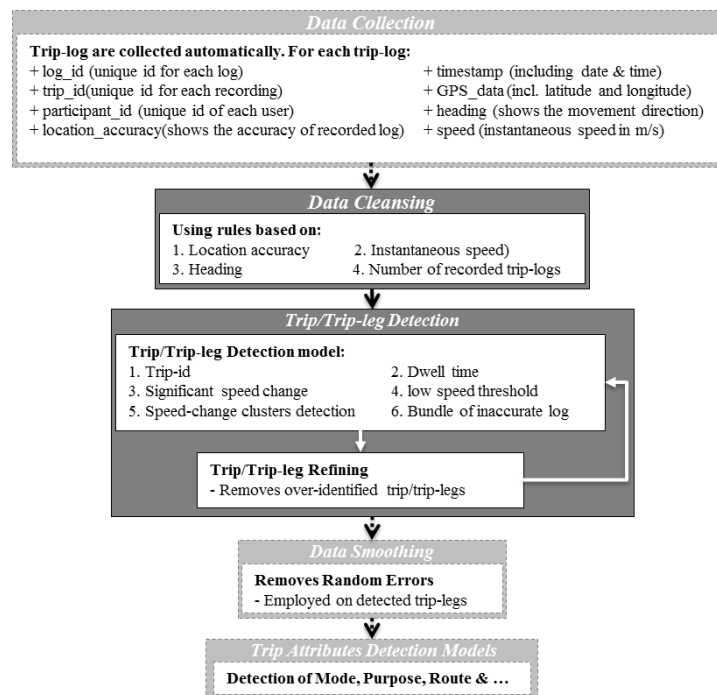 Data Collection
Trip-log are collected automatically. For each trip-log:
+ log_id (unique id for each log)
+ timestamp (including date & time)
+ trip_id(unique id for each recording)
+ GPS_data (incl. latitude and longitude)
+ participant_id (unique id of each user)
+ heading (shows the movement direction)
+ location_accuracy(shows the accuracy of recorded log)
+ speed (instantaneous speed in m/s)
Data Cleansing
Using rules based on:
1. Location accuracy
2. Instantaneous speed)
3. Heading
4. Number of recorded trip-logs
Trip/Trip-leg Detection
Trip/Trip-leg Detection model:
1. Trip-id
2. Dwell time
3. Significant speed change
4. low speed threshold
5. Speed-change clusters detection
6. Bundle of inaccurate log
Trip/Trip-leg Refining
- Removes over-identified trip/trip-legs
Data Smoothing
Removes Random Errors
- Employed on detected trip-legs
Trip Attributes Detection Models
Detection of Mode, Purpose, Route & ...